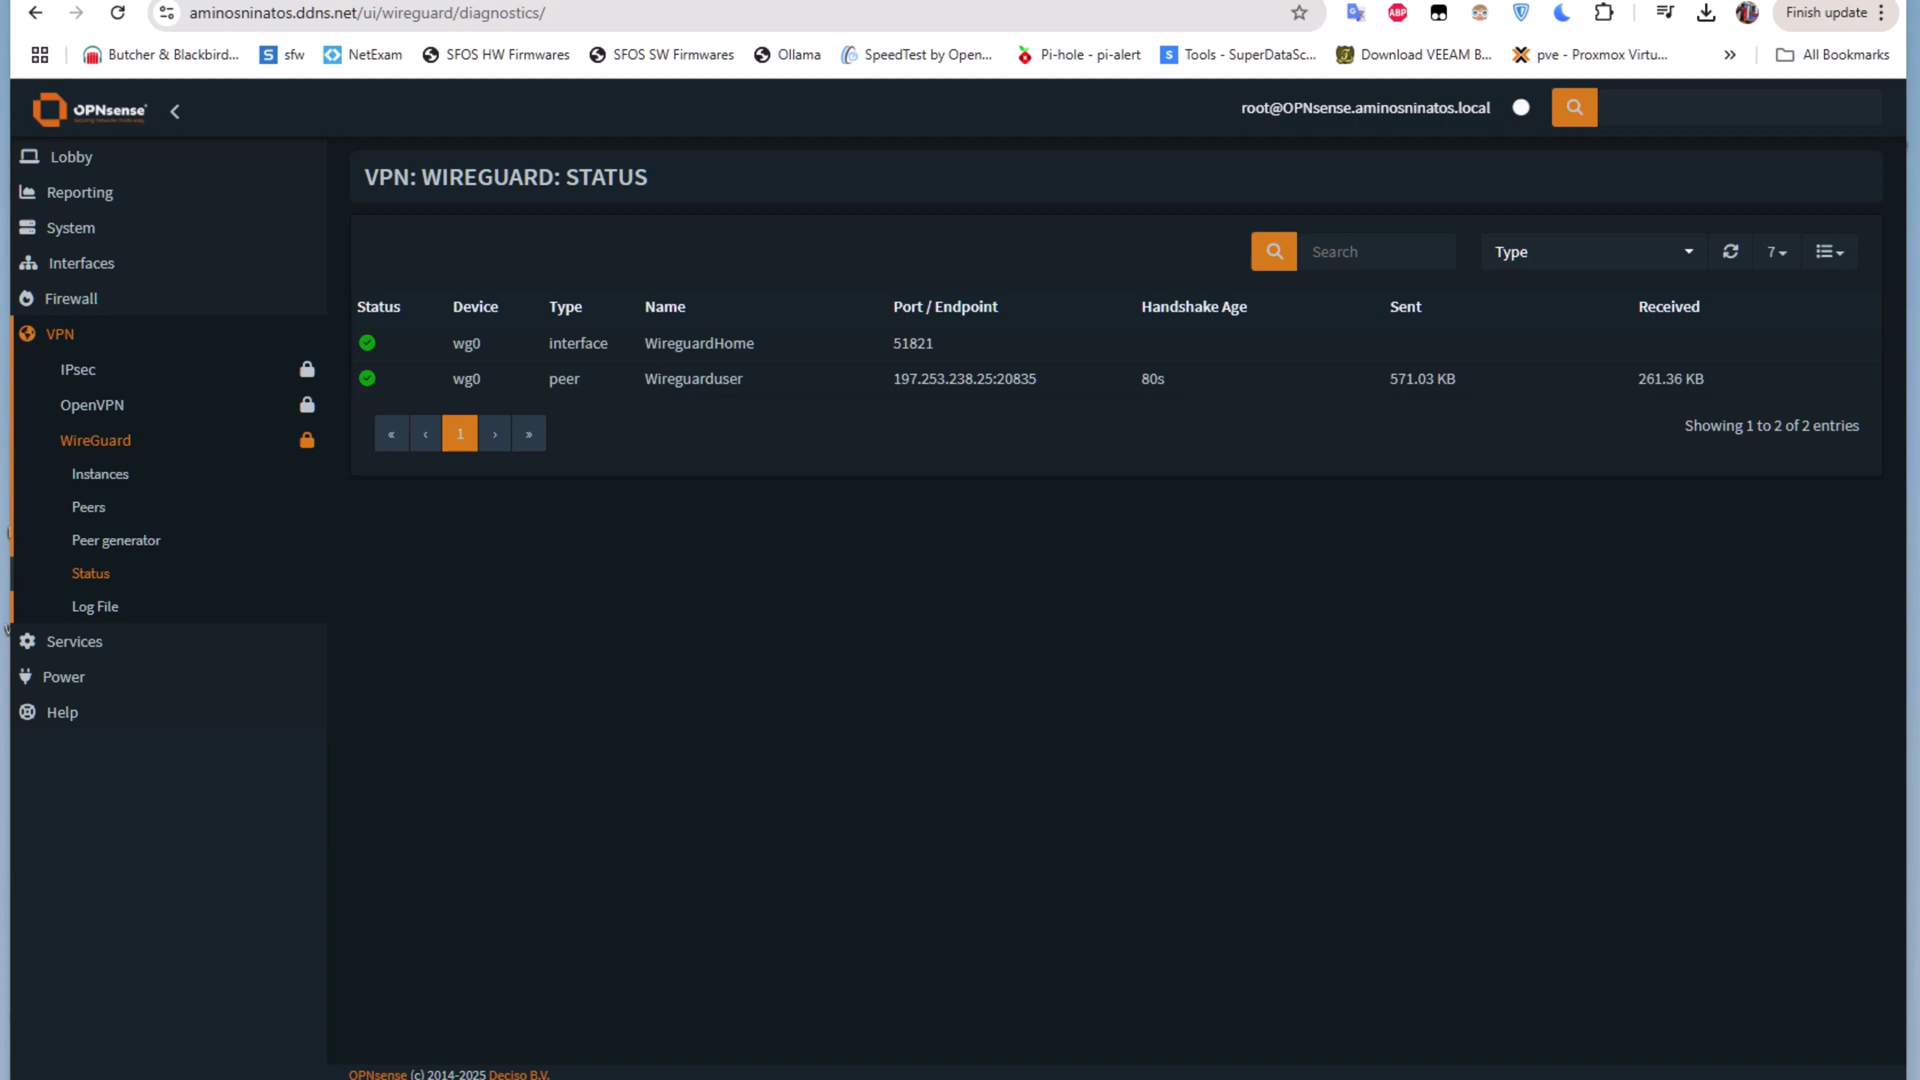 aminosninatos.ddns.net/ui/wireguard/diagnostics/
ABP
Finish update
Butcher & Blackbird...
S sfw
NetExam
SFOS HW Firmwares
SFOS SW Firmwares
Ollama
SpeedTest by Open...
Pi-hole - pi-alert
S Tools - SuperDataSc...
Download VEEAM B...
pve - Proxmox Virtu...
»
All Bookmarks
OPNsense
root@OPNsense.aminosninatos.local
Lobby
Reporting
System
Interfaces
Firewall
VPN
IPsec
OpenVPN
WireGuard
Instances
Peers
Peer generator
Status
Log File
Services
Power
Help
VPN: WIREGUARD: STATUS
Search
Type
7
Status Device Type Name Port / Endpoint Handshake Age Sent Received
wg0 interface WireguardHome 51821
wg0 peer Wireguarduser 197.253.238.25:20835 80s 571.03 KB 261.36 KB
« ‹ 1 › »
Showing 1 to 2 of 2 entries
OPNsense (c) 2014-2025 Deciso B.V.